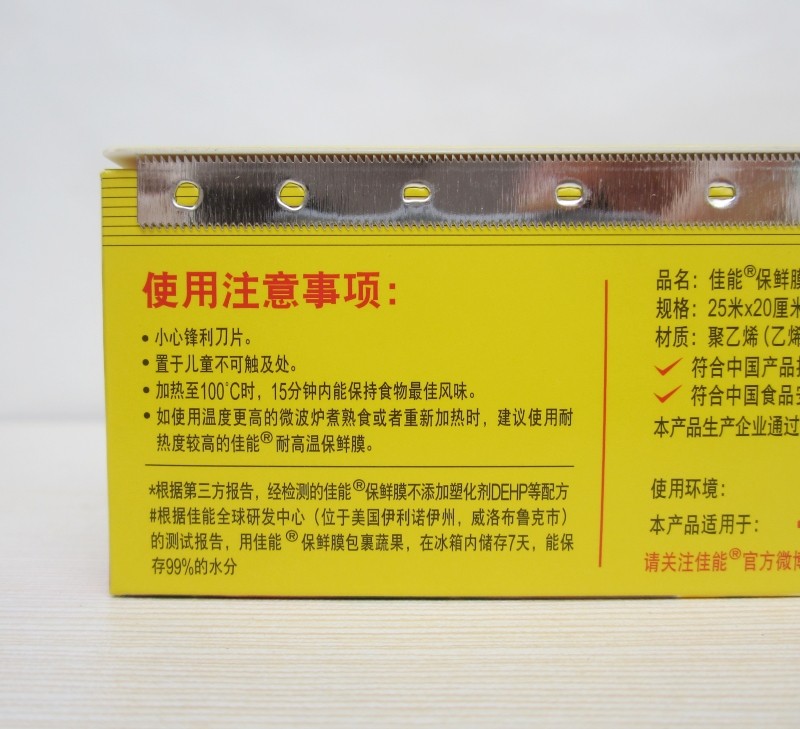 使用注意事项：
• 小心锋利刀片。
• 置于儿童不可触及处。
• 加热至100°C时，15分钟内能保持食物最佳风味。
• 如使用温度更高的微波炉煮熟食或者重新加热时，建议使用耐
热度较高的佳能®耐高温保鲜膜。
*根据第三方报告，经检测的佳能®保鲜膜不添加塑化剂DEHP等配方
#根据佳能全球研发中心（位于美国伊利诺伊州，威洛布鲁克市）
的测试报告，用佳能®保鲜膜包裹蔬果，在冰箱内储存7天，能保
存99%的水分
品名：佳能®保鲜膜
规格：25米x20厘米
材质：聚乙烯（乙烯
符合中国产品
符合中国食品安
本产品生产企业通过
使用环境：
本产品适用于：
请关注佳能®官方微博